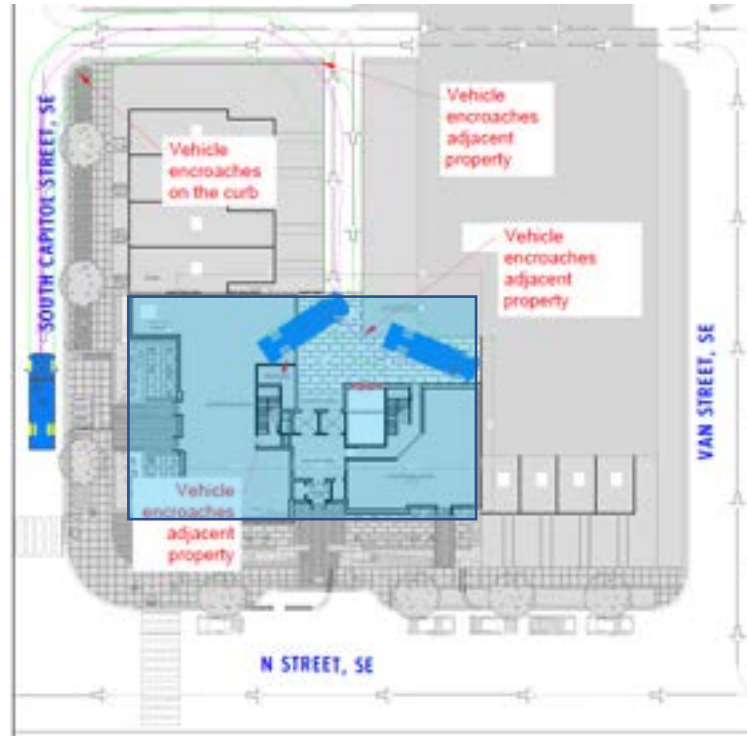 Vehicle
encroaches
adjacent
property
Vehicle
encroaches
on the curb
SOUTH CAPITOL STREET, SE
Vehicle
encroaches
adjacent
property
VAN STREET, SE
Vehicle
encroaches
adjacent
property
N STREET, SE